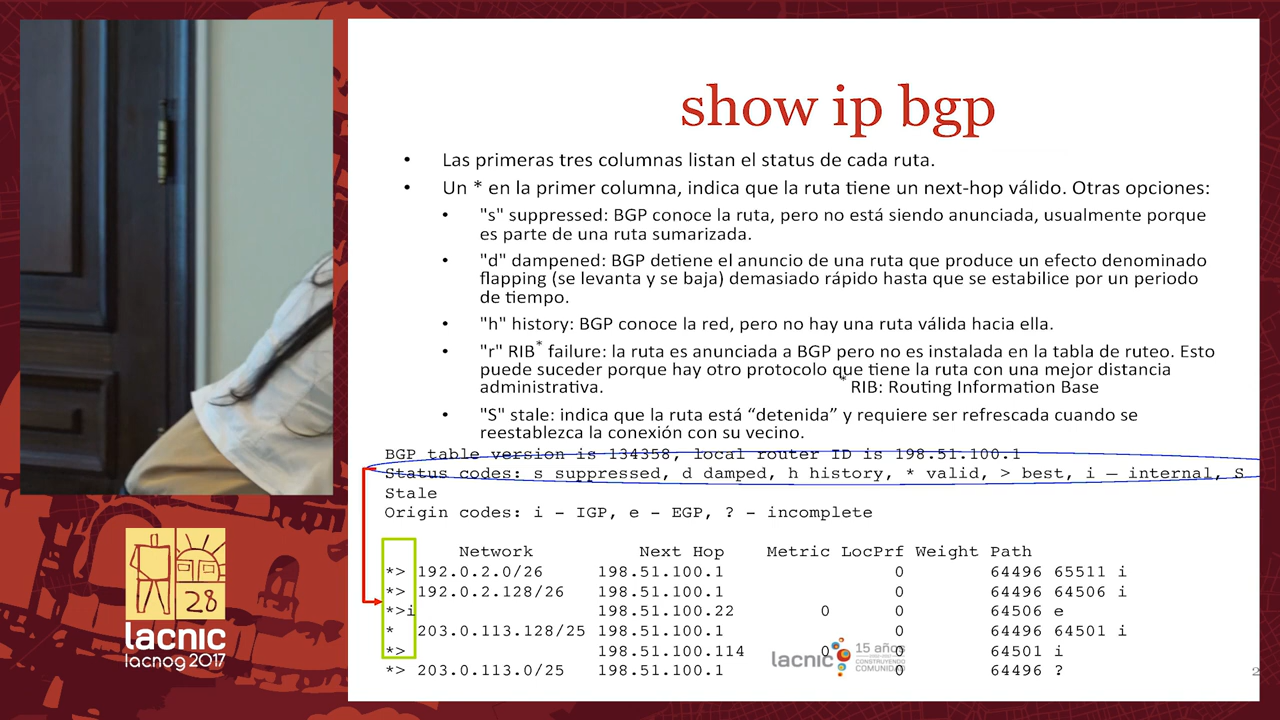 show ip bgp
• Las primeras tres columnas listan el status de cada ruta.
• Un * en la primer columna, indica que la ruta tiene un next-hop válido. Otras opciones:
• "s" suppressed: BGP conoce la ruta, pero no está siendo anunciada, usualmente porque
es parte de una ruta sumarizada.
• "d" dampened: BGP detiene el anuncio de una ruta que produce un efecto denominado
flapping (se levanta y se baja) demasiado rápido hasta que se estabilice por un periodo
de tiempo.
• "h" history: BGP conoce la red, pero no hay una ruta válida hacia ella.
• "r" RIB* failure: la ruta es anunciada a BGP pero no es instalada en la tabla de ruteo. Esto
puede suceder porque hay otro protocolo que tiene la ruta con una mejor distancia
administrativa.
* RIB: Routing Information Base
• "S" stale: indica que la ruta está “detenida” y requiere ser refrescada cuando se
reestablezca la conexión con su vecino.
BGP table version is 134358, local router ID is 198.51.100.1
Status codes: s suppressed, d damped, h history, * valid, > best, i – internal, S
Stale
Origin codes: i - IGP, e - EGP, ? - incomplete
Network Next Hop Metric LocPrf Weight Path
*> 192.0.2.0/26 198.51.100.1 0 64496 65511 i
*> 192.0.2.128/26 198.51.100.1 0 64496 64506 i
*>i 198.51.100.22 0 0 64506 e
* 203.0.113.128/25 198.51.100.1 0 64496 64501 i
*> 198.51.100.114 0 0 64501 i
*> 203.0.113.0/25 198.51.100.1 0 64496 ?
lacnic
15 años
CONSTRUYENDO
COMUNIDAD
2
28
lacnic
lacnog 2017